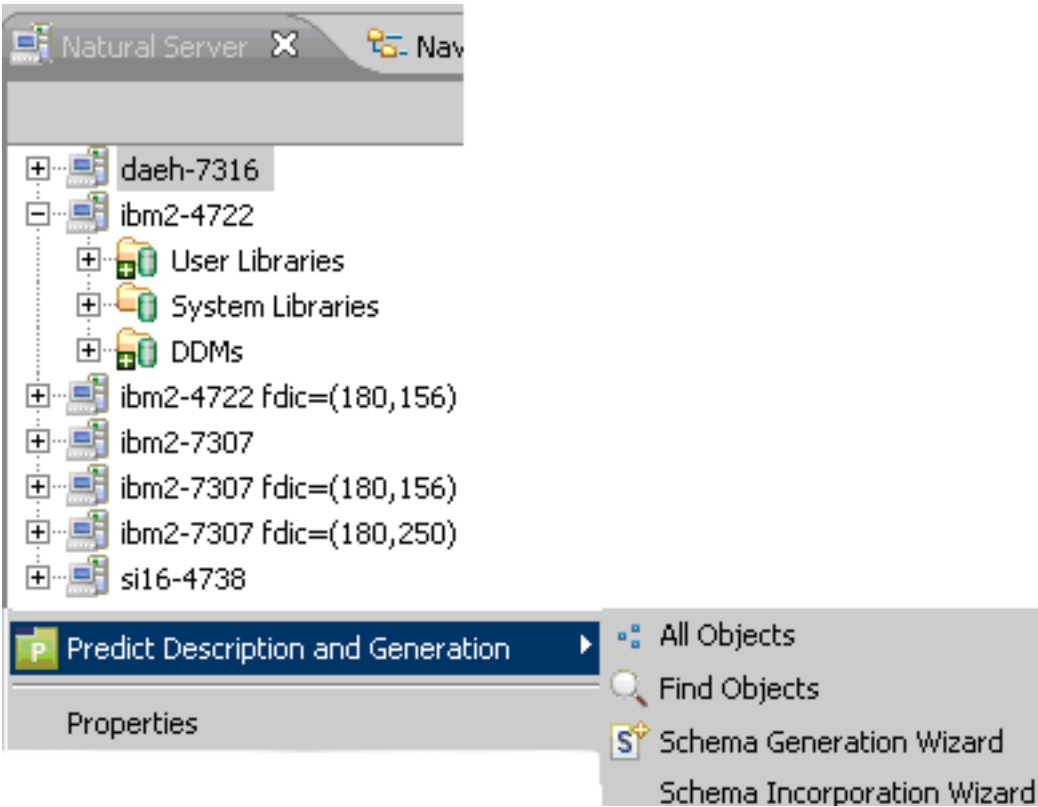 Natural Server Nav
daeh-7316
ibm2-4722
User Libraries
System Libraries
DDMs
ibm2-4722 fdic=(180,156)
ibm2-7307
ibm2-7307 fdic=(180,156)
ibm2-7307 fdic=(180,250)
si16-4738
Predict Description and Generation
Properties
All Objects
Find Objects
Schema Generation Wizard
Schema Incorporation Wizard